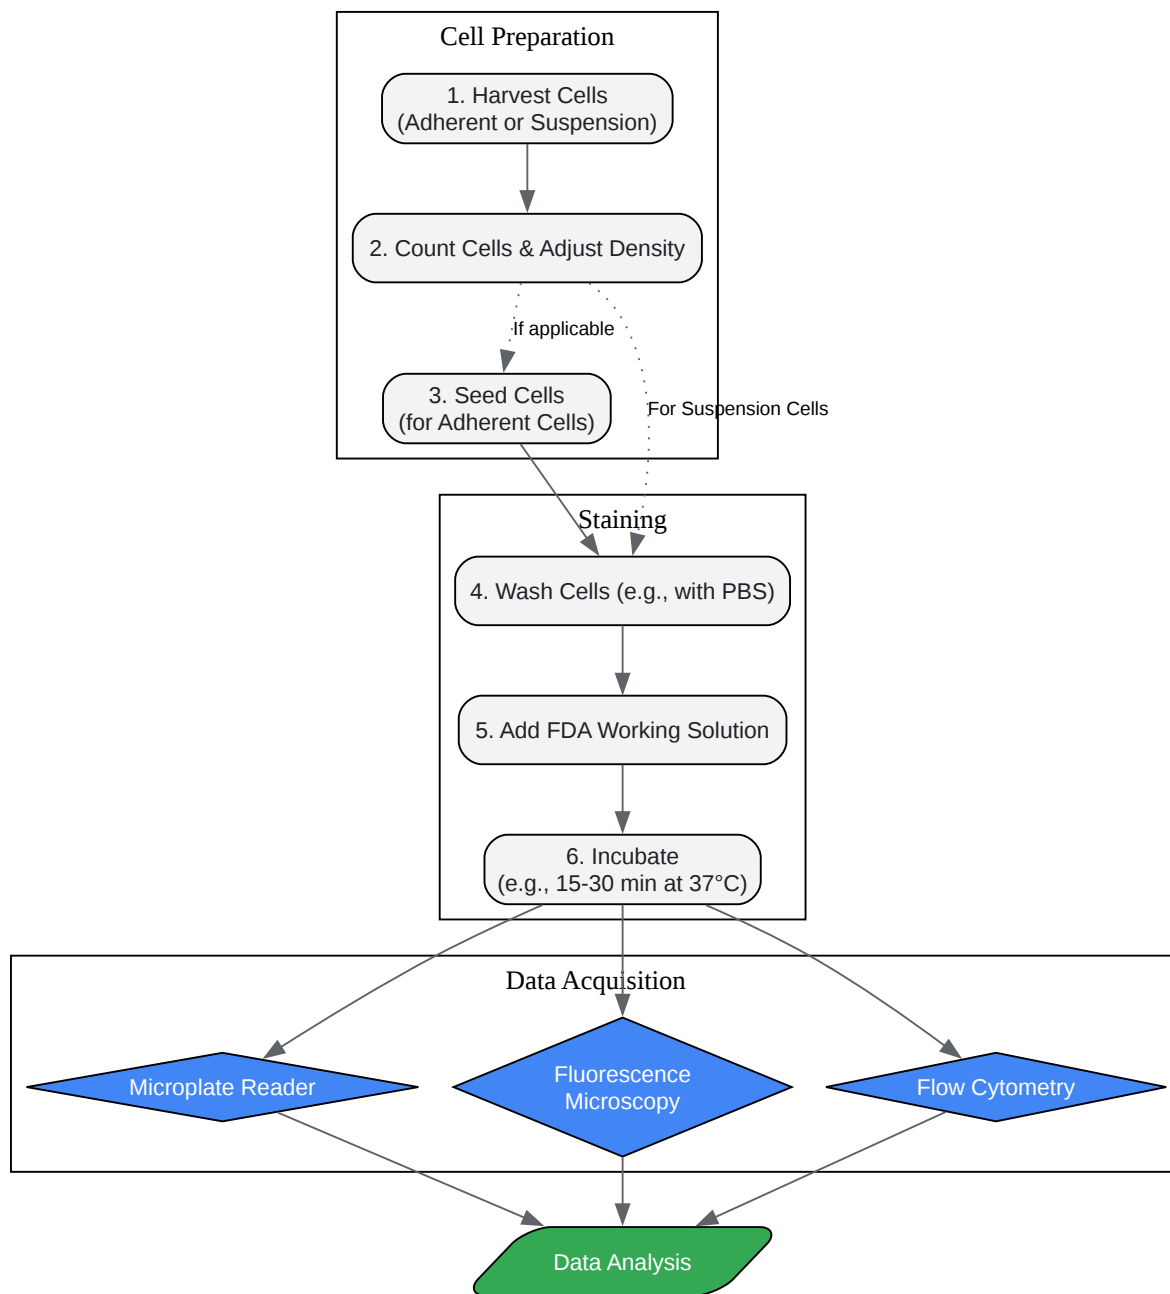 Cell Preparation
1. Harvest Cells
(Adherent or Suspension)
2. Count Cells & Adjust Density
If applicable
3. Seed Cells
(for Adherent Cells)
For Suspension Cells
Staining
4. Wash Cells (e.g., with PBS)
5. Add FDA Working Solution
6. Incubate
(e.g., 15-30 min at 37°C)
Data Acquisition
Microplate Reader
Fluorescence
Microscopy
Flow Cytometry
Data Analysis